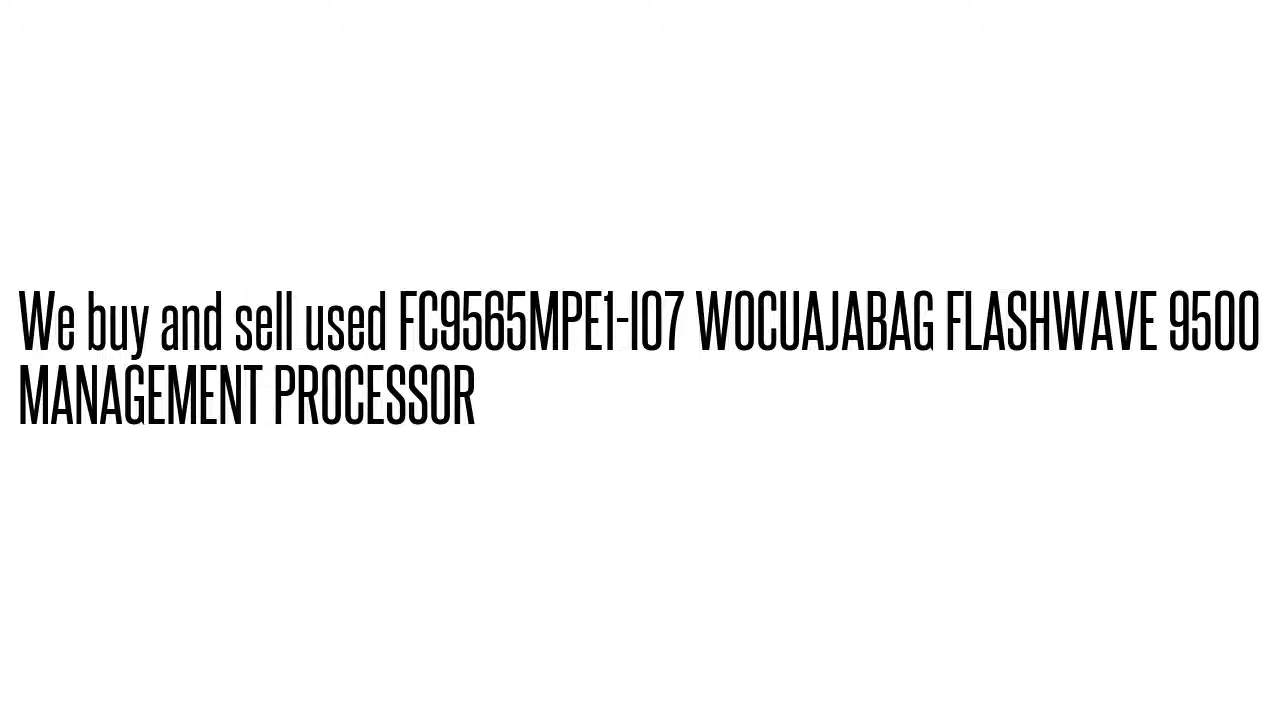 We buy and sell used FC9565MPE1-I07 WOCUAJABAG FLASHWAVE 9500
MANAGEMENT PROCESSOR